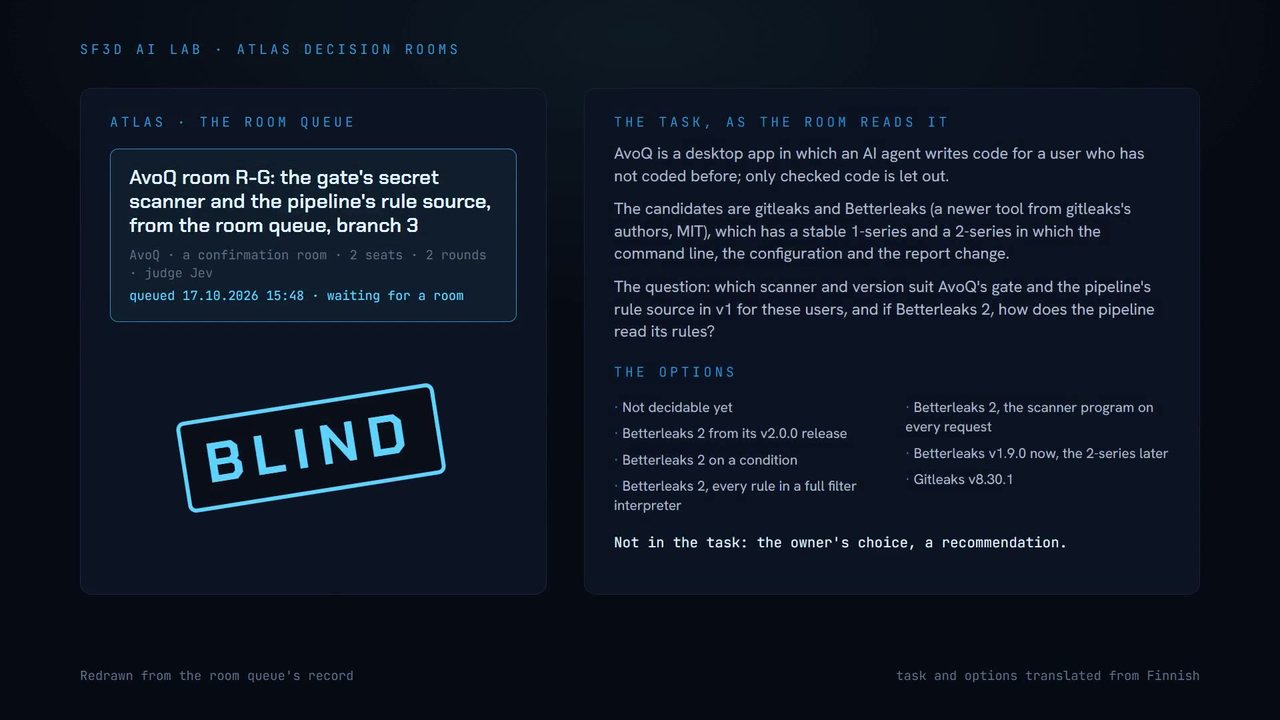 SF3D AI LAB · ATLAS DECISION ROOMS
ATLAS · THE ROOM QUEUE
AvoQ room R-G: the gate's secret
scanner and the pipeline's rule source,
from the room queue, branch 3
AvoQ · a confirmation room · 2 seats · 2 rounds
· judge Jev
queued 17.10.2026 15:48 · waiting for a room
BLIND
THE TASK, AS THE ROOM READS IT
AvoQ is a desktop app in which an AI agent writes code for a user who has
not coded before; only checked code is let out.
The candidates are gitleaks and Betterleaks (a newer tool from gitleaks's
authors, MIT), which has a stable 1-series and a 2-series in which the
command line, the configuration and the report change.
The question: which scanner and version suit AvoQ's gate and the pipeline's
rule source in v1 for these users, and if Betterleaks 2, how does the pipeline
read its rules?
THE OPTIONS
· Not decidable yet
· Betterleaks 2 from its v2.0.0 release
· Betterleaks 2 on a condition
· Betterleaks 2, every rule in a full filter
interpreter
· Betterleaks 2, the scanner program on
every request
· Betterleaks v1.9.0 now, the 2-series later
· Gitleaks v8.30.1
Not in the task: the owner's choice, a recommendation.
Redrawn from the room queue's record
task and options translated from Finnish